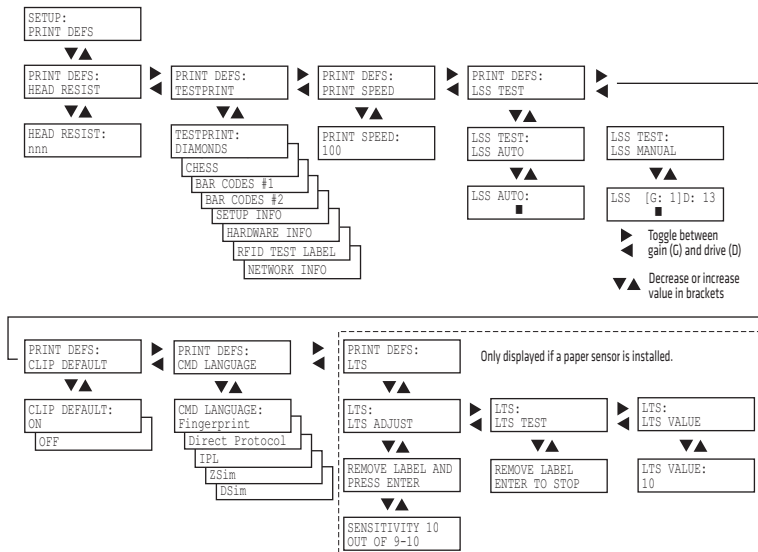 SETUP:
PRINT DEFS
PRINT DEFS:
HEAD RESIST
HEAD RESIST:
nnn
PRINT DEFS:
TESTPRINT
TESTPRINT:
DIAMONDS
CHESS
BAR CODES #1
BAR CODES #2
SETUP INFO
HARDWARE INFO
RFID TEST LABEL
NETWORK INFO
PRINT DEFS:
PRINT SPEED
PRINT SPEED:
100
PRINT DEFS:
LSS TEST
LSS TEST:
LSS AUTO
LSS AUTO:
LSS TEST:
LSS MANUAL
LSS [G: 1]D: 13
Toggle between
gain (G) and drive (D)
Decrease or increase
value in brackets
PRINT DEFS:
CLIP DEFAULT
CLIP DEFAULT:
ON
OFF
PRINT DEFS:
CMD LANGUAGE
CMD LANGUAGE:
Fingerprint
Direct Protocol
IPL
ZSim
DSim
PRINT DEFS:
LTS
Only displayed if a paper sensor is installed.
LTS:
LTS ADJUST
REMOVE LABEL AND
PRESS ENTER
SENSITIVITY 10
OUT OF 9-10
LTS:
LTS TEST
REMOVE LABEL
ENTER TO STOP
LTS:
LTS VALUE
LTS VALUE:
10